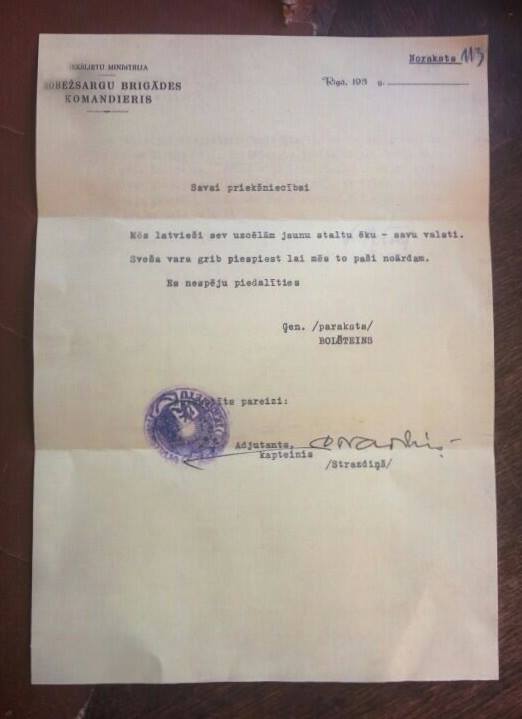 Noraksts 113
IEKŠLIETU MINISTRIJA
ROBEŽSARGU BRIGĀDES
KOMANDIERIS
Rīgā, 193 g.
Savai priekšniecībai
Mēs latvieši sev uzcēlām jaunu staltu ēku - savu valsti.
Sveša vara grib piespiest lai mēs to paši noārdam.
Es nespēju piedalīties
Ģen. /paraksts/
BOLŠTEINS
pareizi:
Adjutants,
kapteinis
/Strazdiņš/